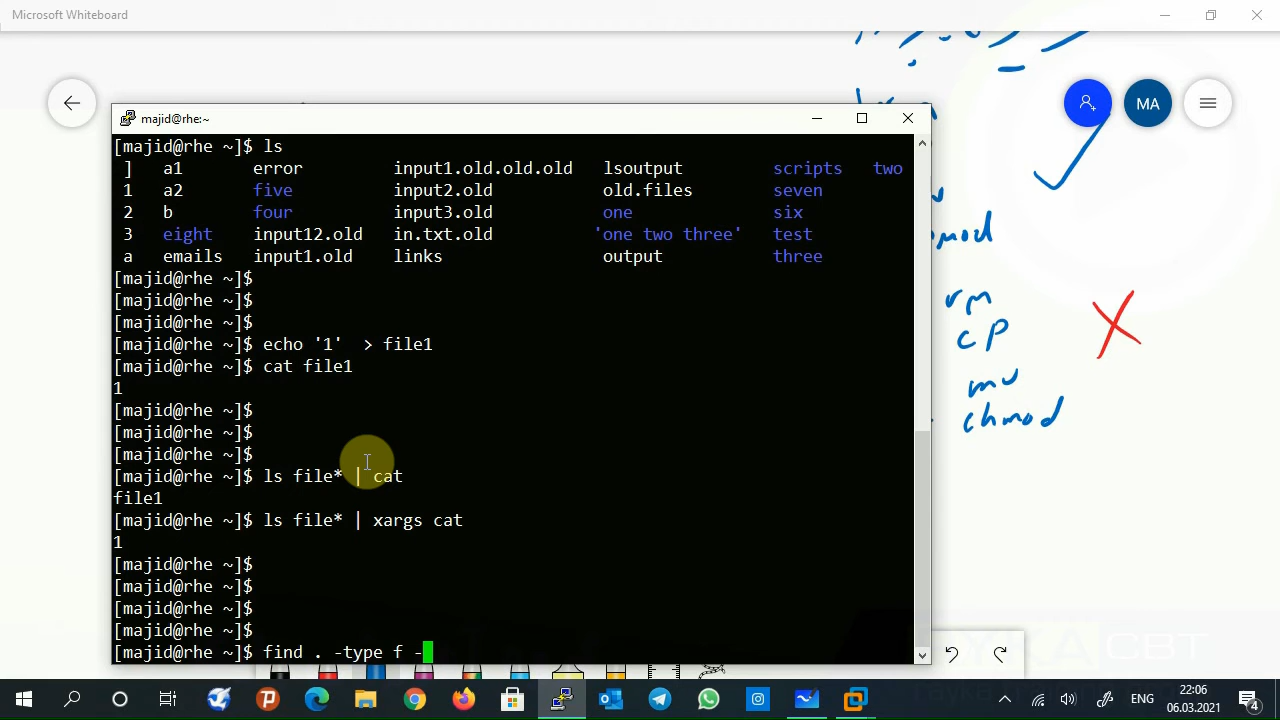 Microsoft Whiteboard
MA
majid@rhe:~
[majid@rhe ~]$ ls
] a1 error input1.old.old.old lsoutput scripts two
1 a2 five input2.old old.files seven
2 b four input3.old one six
3 eight input12.old in.txt.old 'one two three' test
a emails input1.old links output three
[majid@rhe ~]$
[majid@rhe ~]$
[majid@rhe ~]$
[majid@rhe ~]$ echo '1'  > file1
[majid@rhe ~]$ cat file1
1
[majid@rhe ~]$
[majid@rhe ~]$
[majid@rhe ~]$
[majid@rhe ~]$ ls file* | cat
file1
[majid@rhe ~]$ ls file* | xargs cat
1
[majid@rhe ~]$
[majid@rhe ~]$
[majid@rhe ~]$
[majid@rhe ~]$
[majid@rhe ~]$ find . -type f -
rm
cp
mv
chmod
CBT
ENG
22:06
06.03.2021
4